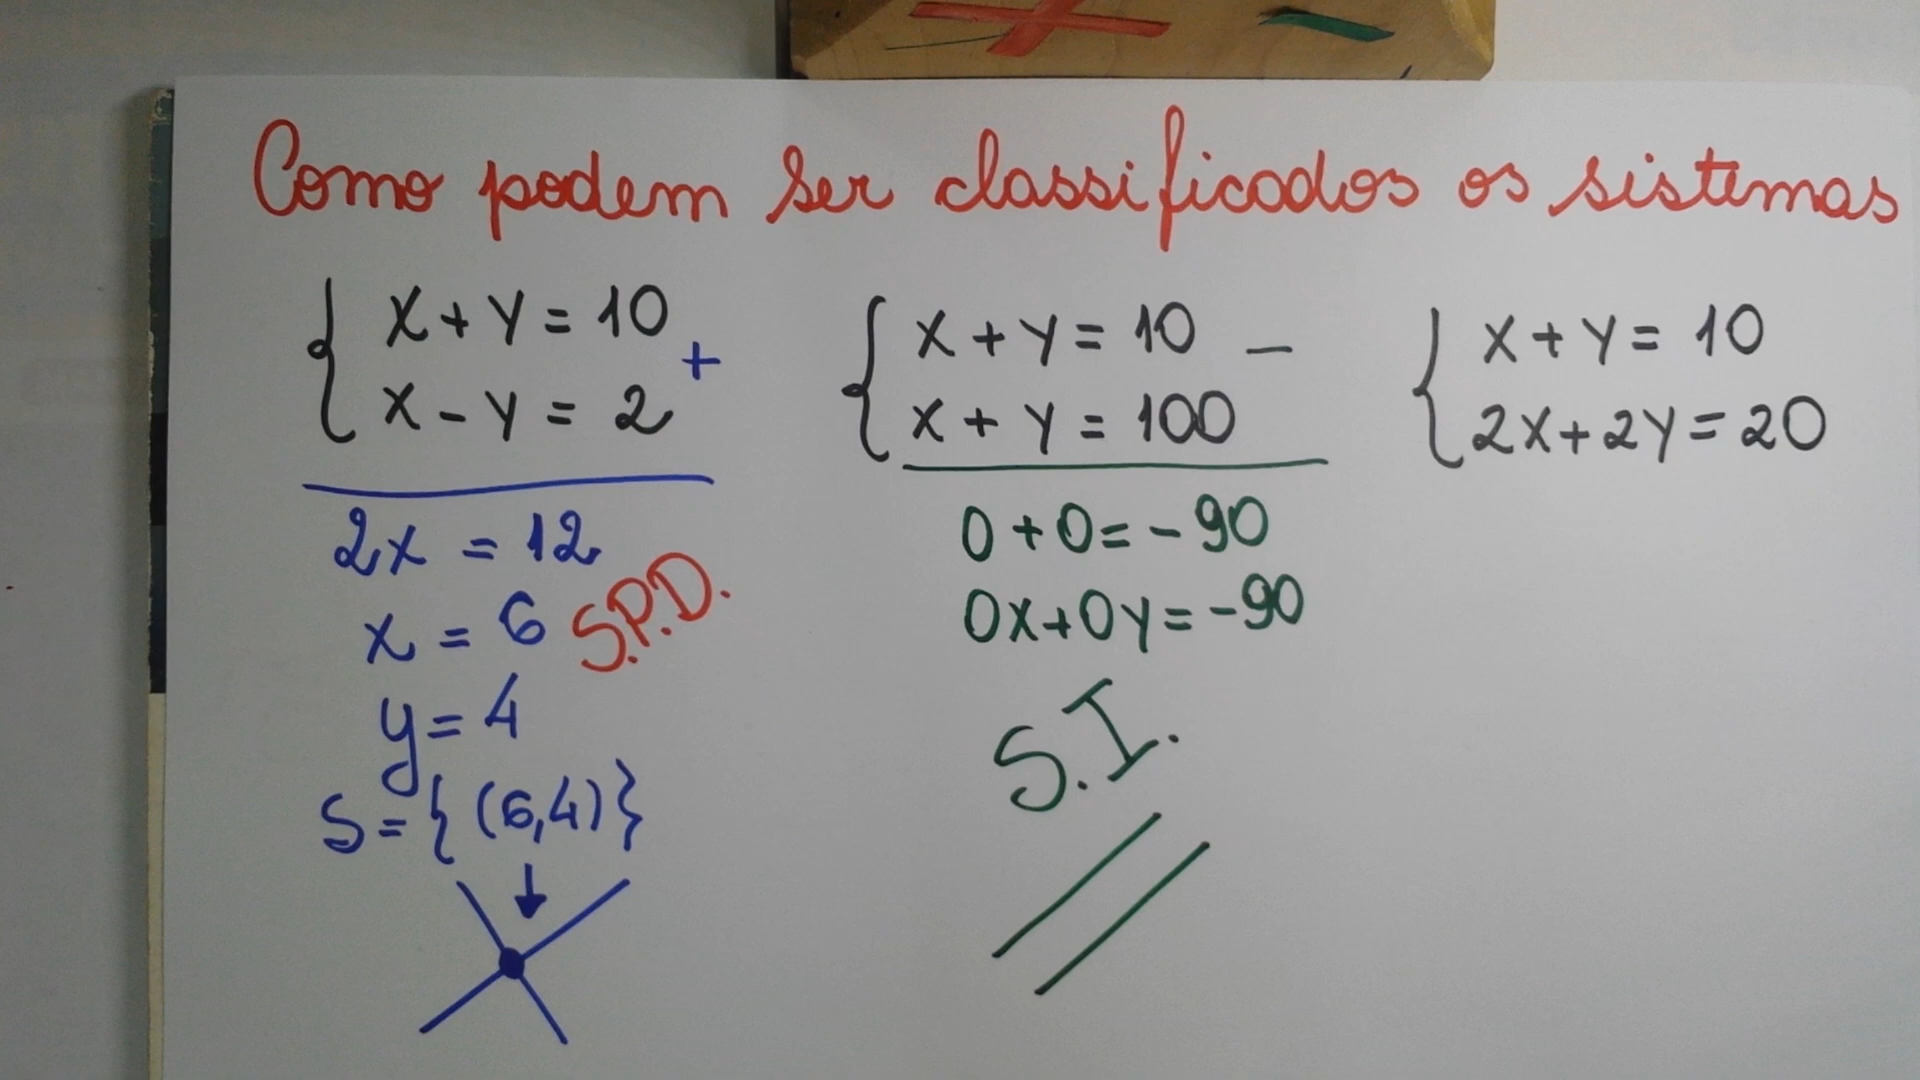 Como podem ser classificados os sistemas
x + y = 10
x - y = 2
+
2x = 12
x = 6
S.P.D.
y = 4
S = { (6,4) }
x + y = 10 -
x + y = 100
0 + 0 = - 90
0x + 0y = - 90
S.I.
x + y = 10
2x + 2y = 20